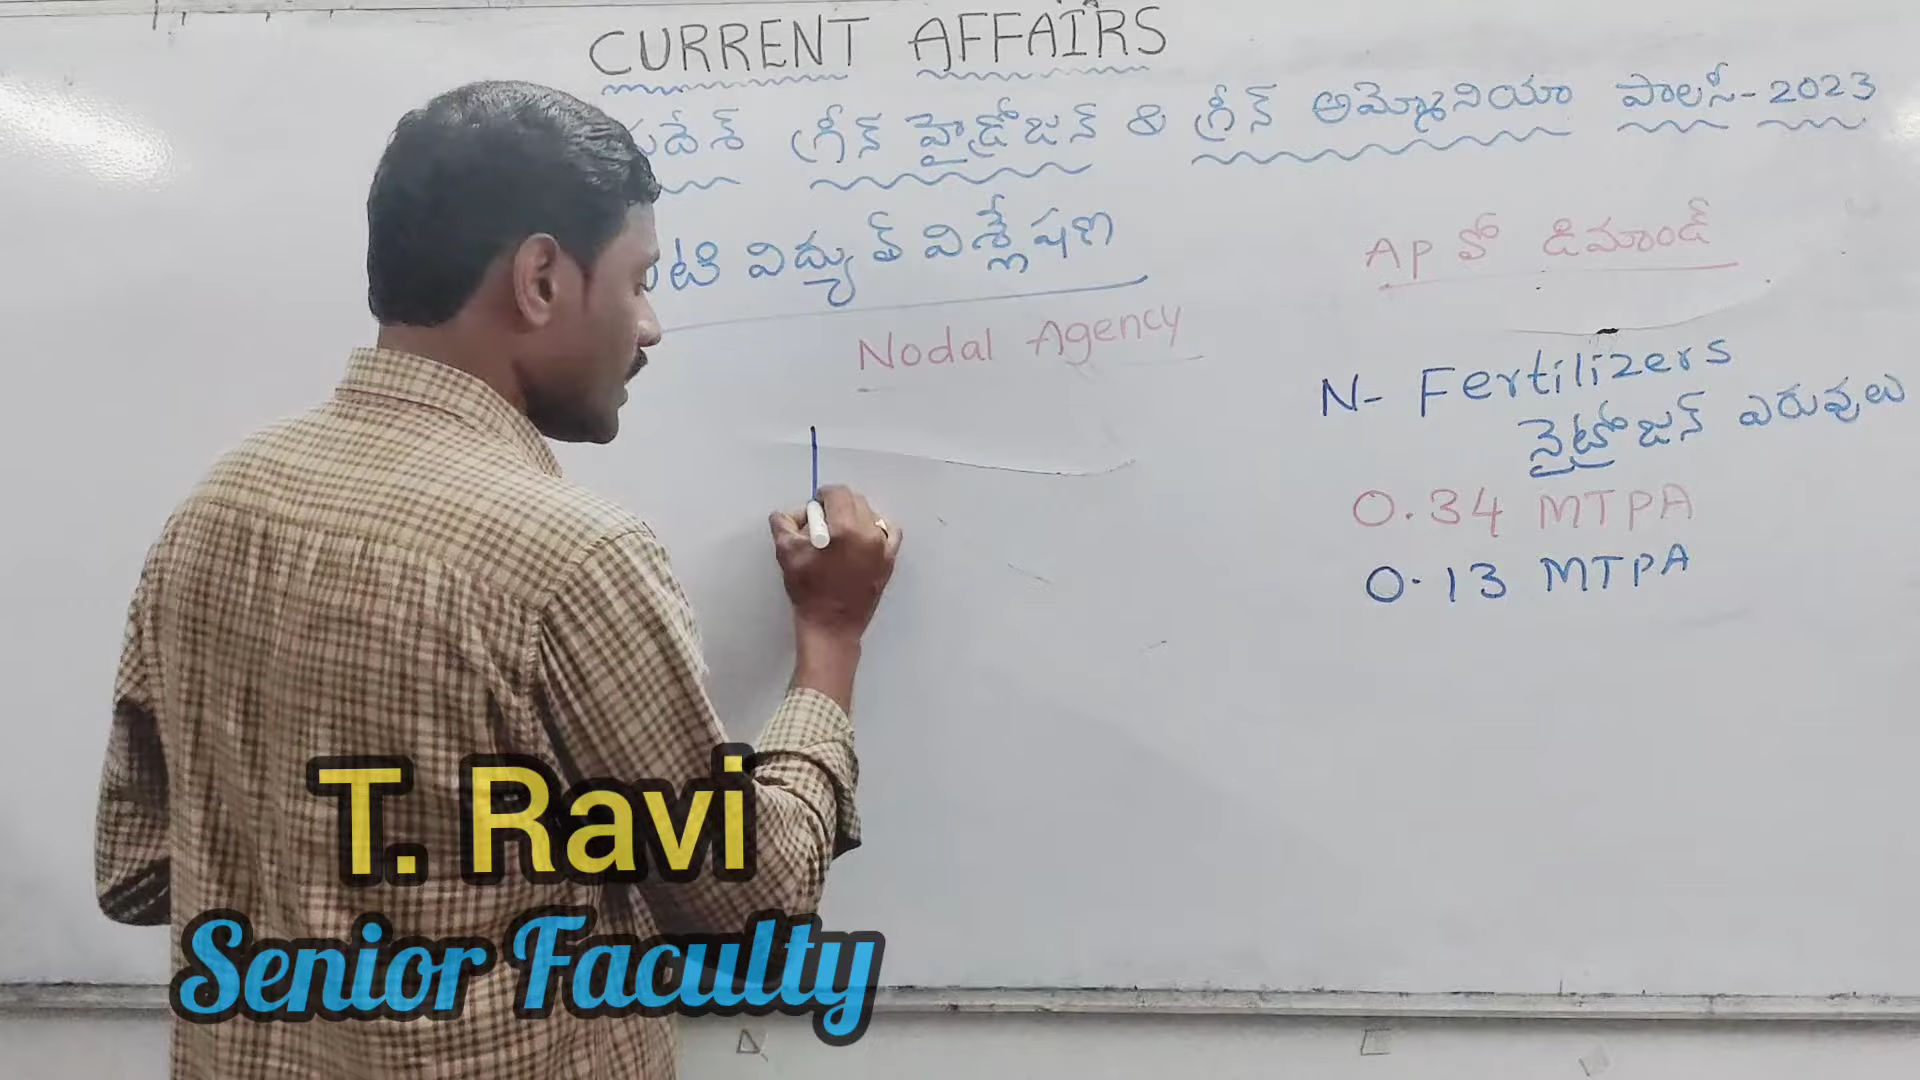 CURRENT AFFAIRS
గ్రీన్ హైడ్రోజన్ & గ్రీన్ అమ్మోనియా పాలసీ-2023
విద్యుత్ విశ్లేషణ
Nodal Agency
AP లో డిమాండ్
N- Fertilizers
నైట్రోజన్ ఎరువులు
0.34 MTPA
0.13 MTPA
T. Ravi
Senior Faculty